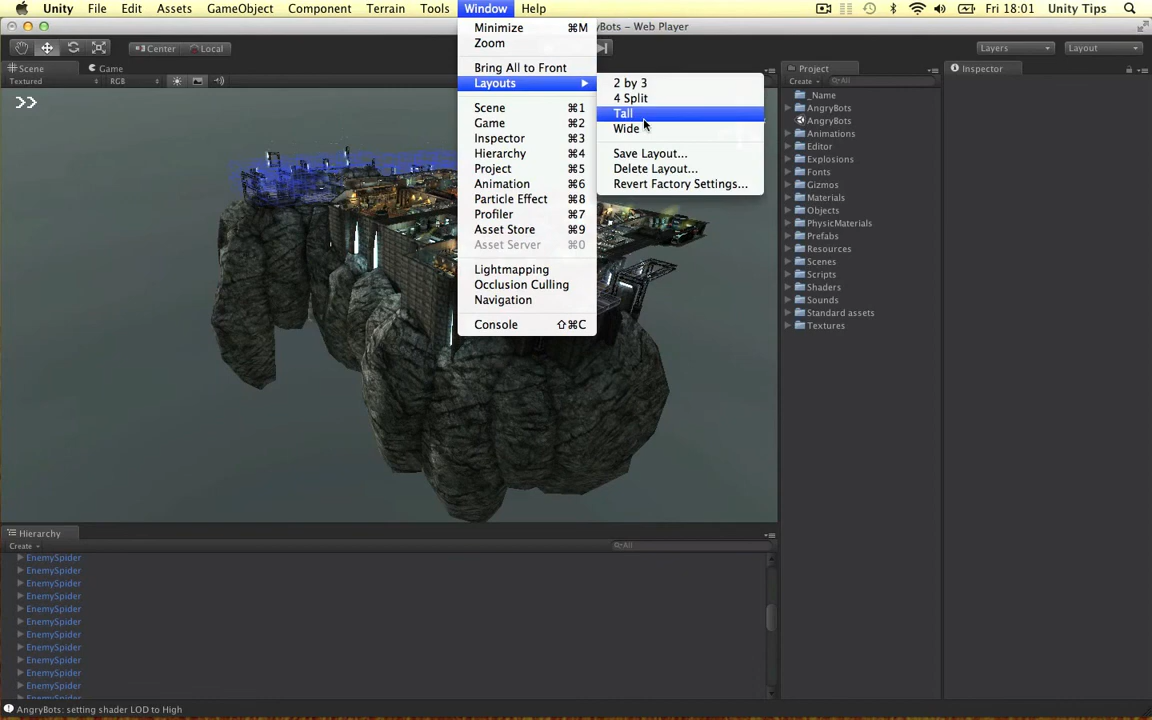 Unity File Edit Assets GameObject Component Terrain Tools Window Help Fri 18:01 Unity Tips
yBots – Web Player
Center Local Layers Layout
Scene Game Project Inspector
Textured RGB Create All
>>
Minimize ⌘M
Zoom
Bring All to Front
Layouts
Scene ⌘1
Game ⌘2
Inspector ⌘3
Hierarchy ⌘4
Project ⌘5
Animation ⌘6
Particle Effect ⌘8
Profiler ⌘7
Asset Store ⌘9
Asset Server ⌘0
Lightmapping
Occlusion Culling
Navigation
Console ⇧⌘C
2 by 3
4 Split
Tall
Wide
Save Layout...
Delete Layout...
Revert Factory Settings...
_Name
AngryBots
AngryBots
Animations
Editor
Explosions
Fonts
Gizmos
Materials
Objects
PhysicMaterials
Prefabs
Resources
Scenes
Scripts
Shaders
Sounds
Standard assets
Textures
Hierarchy
Create All
EnemySpider
EnemySpider
EnemySpider
EnemySpider
EnemySpider
EnemySpider
EnemySpider
EnemySpider
EnemySpider
EnemySpider
EnemySpider
EnemySpider
AngryBots: setting shader LOD to High